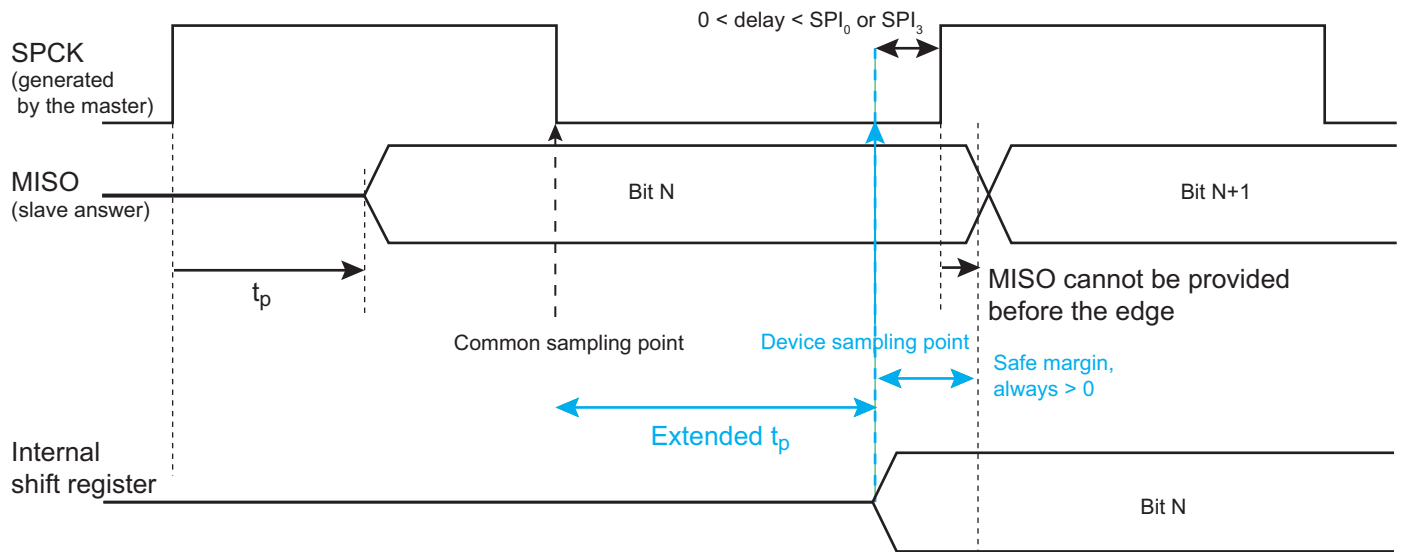 0 < delay < SPI₀ or SPI₃
SPCK
(generated
by the master)
MISO
(slave answer)
Bit N
Bit N+1
tₚ
MISO cannot be provided
before the edge
Common sampling point
Device sampling point
Safe margin,
always > 0
Extended tₚ
Internal
shift register
Bit N